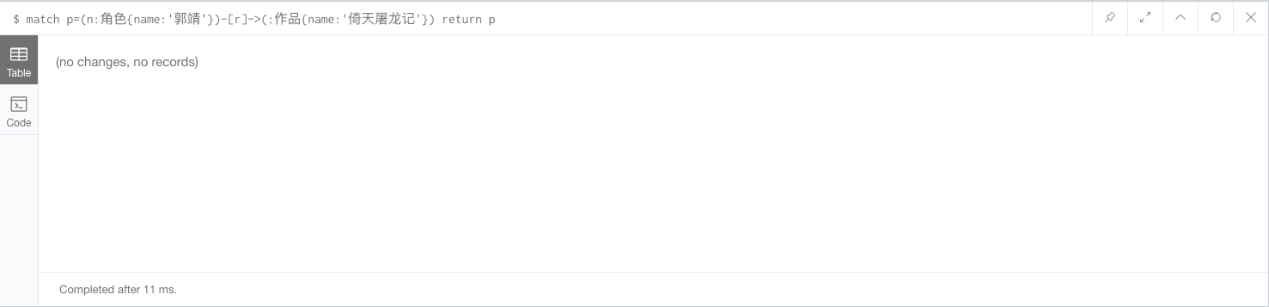 $ match p=(n:角色{name:'郭靖'})-[r]->(:作品{name:'倚天屠龙记'}) return p
Table
(no changes, no records)
Code
Completed after 11 ms.